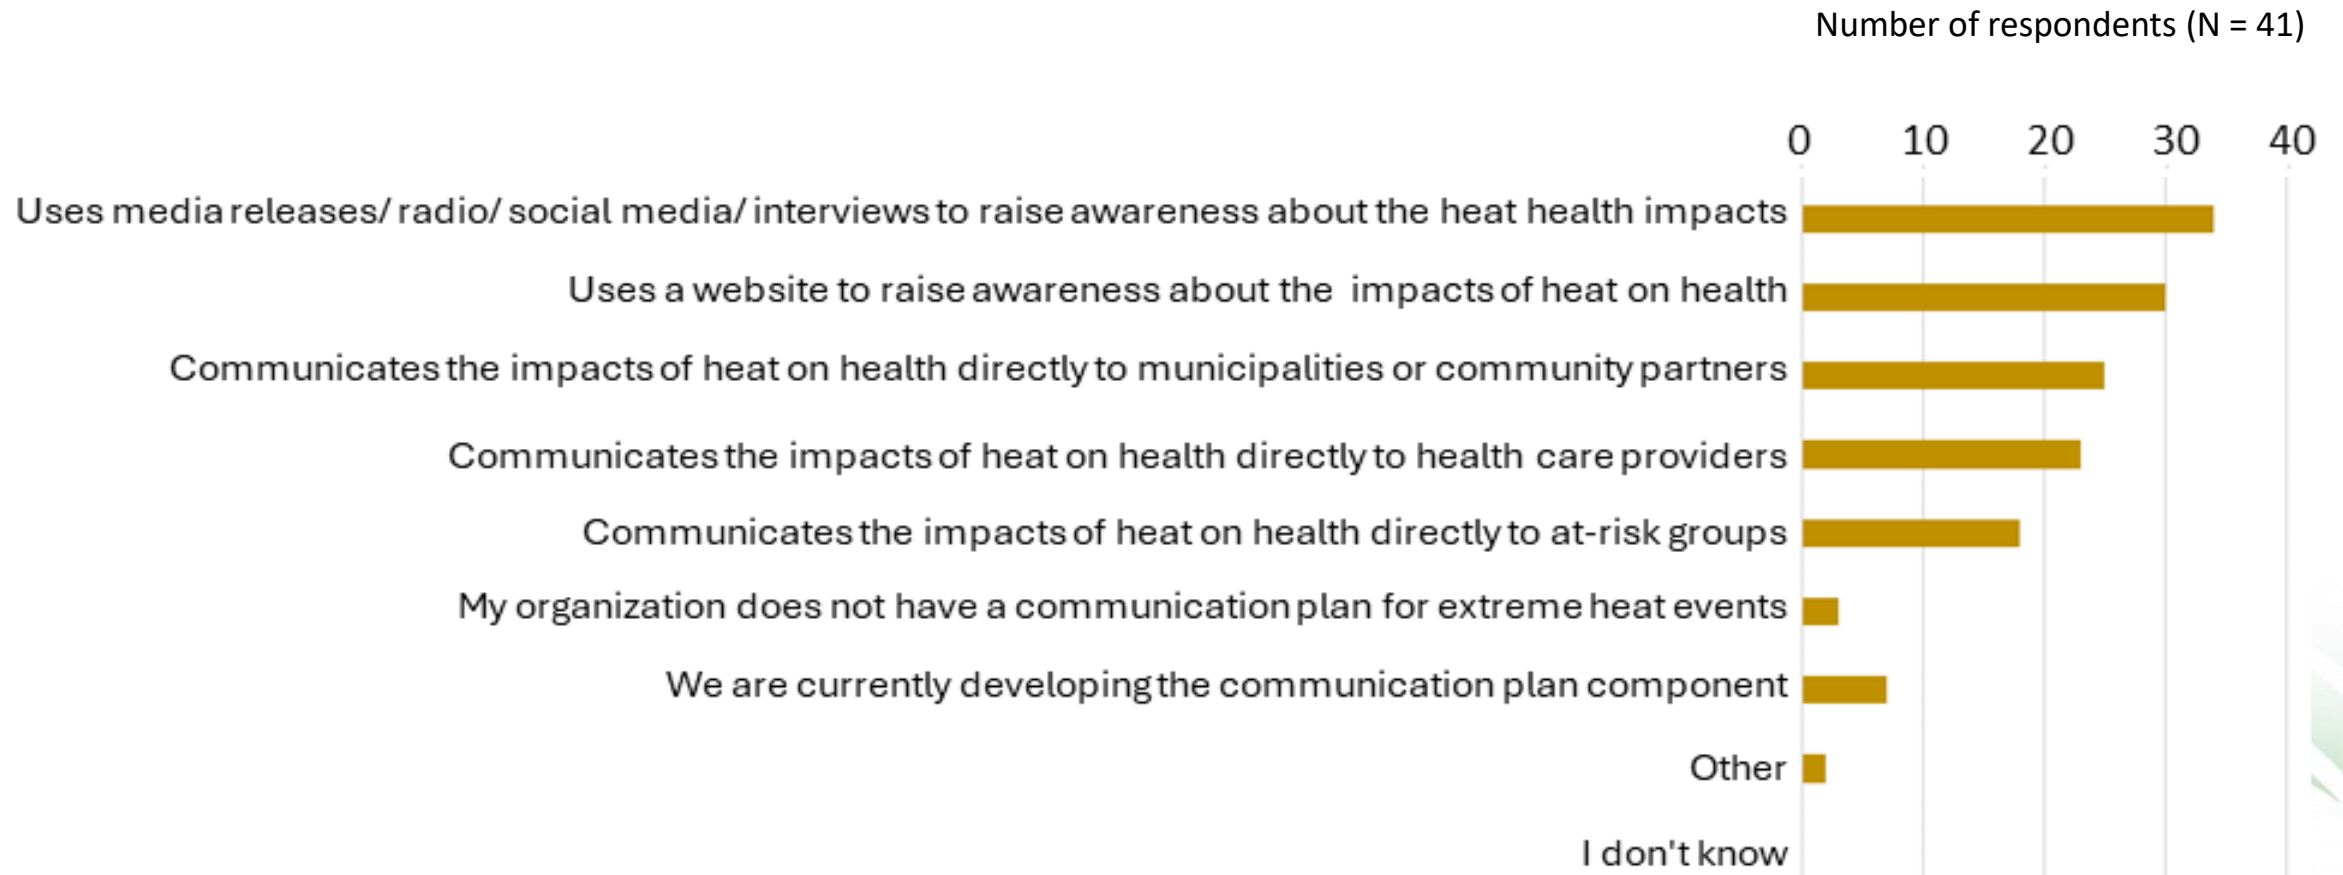 Number of respondents (N = 41)
0 10 20 30 40
Uses media releases/ radio/ social media/ interviews to raise awareness about the heat health impacts
Uses a website to raise awareness about the impacts of heat on health
Communicates the impacts of heat on health directly to municipalities or community partners
Communicates the impacts of heat on health directly to health care providers
Communicates the impacts of heat on health directly to at-risk groups
My organization does not have a communication plan for extreme heat events
We are currently developing the communication plan component
Other
I don't know